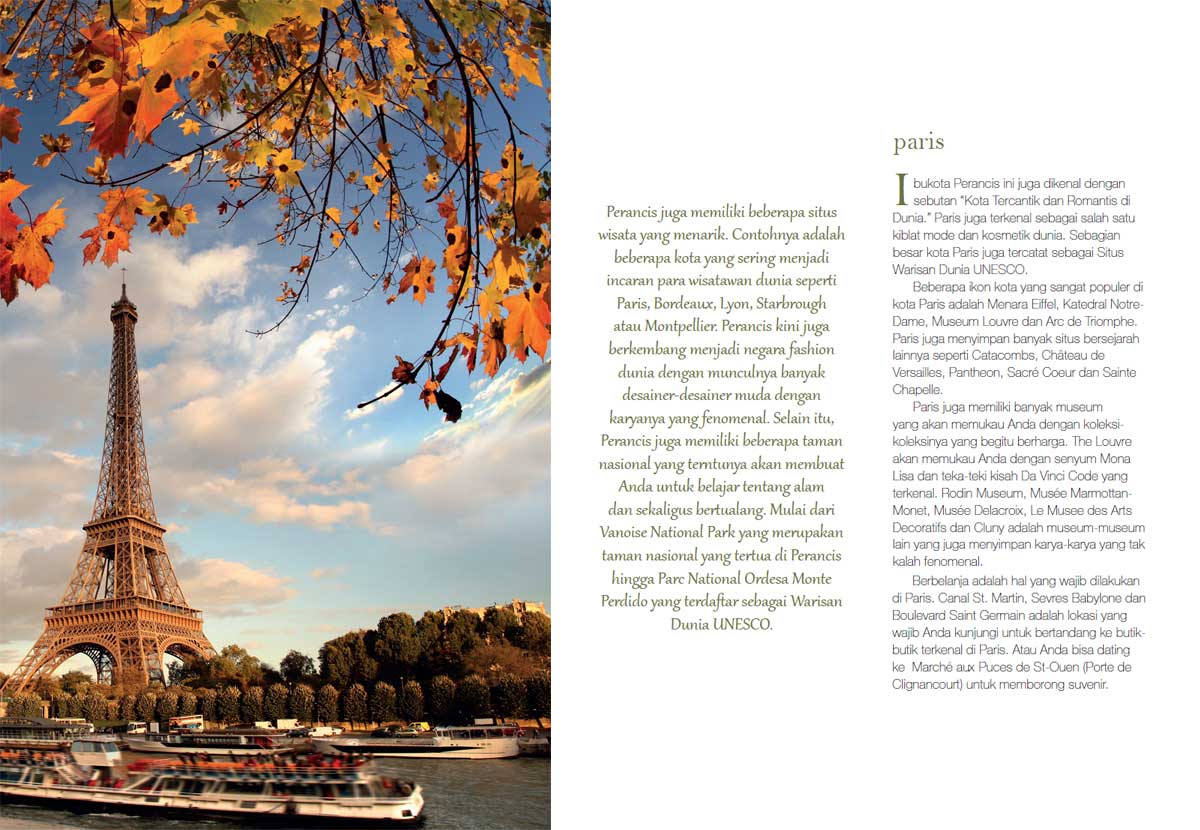 Perancis juga memiliki beberapa situs
wisata yang menarik. Contohnya adalah
beberapa kota yang sering menjadi
incaran para wisatawan dunia seperti
Paris, Bordeaux, Lyon, Starbrough
atau Montpellier. Perancis kini juga
berkembang menjadi negara fashion
dunia dengan munculnya banyak
desainer-desainer muda dengan
karyanya yang fenomenal. Selain itu,
Perancis juga memiliki beberapa taman
nasional yang terntunya akan membuat
Anda untuk belajar tentang alam
dan sekaligus bertualang. Mulai dari
Vanoise National Park yang merupakan
taman nasional yang tertua di Perancis
hingga Parc National Ordesa Monte
Perdido yang terdaftar sebagai Warisan
Dunia UNESCO.
paris
Ibukota Perancis ini juga dikenal dengan
sebutan “Kota Tercantik dan Romantis di
Dunia.” Paris juga terkenal sebagai salah satu
kiblat mode dan kosmetik dunia. Sebagian
besar kota Paris juga tercatat sebagai Situs
Warisan Dunia UNESCO.
Beberapa ikon kota yang sangat populer di
kota Paris adalah Menara Eiffel, Katedral Notre-
Dame, Museum Louvre dan Arc de Triomphe.
Paris juga menyimpan banyak situs bersejarah
lainnya seperti Catacombs, Château de
Versailles, Pantheon, Sacré Coeur dan Sainte
Chapelle.
Paris juga memiliki banyak museum
yang akan memukau Anda dengan koleksi-
koleksinya yang begitu berharga. The Louvre
akan memukau Anda dengan senyum Mona
Lisa dan teka-teki kisah Da Vinci Code yang
terkenal. Rodin Museum, Musée Marmottan-
Monet, Musée Delacroix, Le Musee des Arts
Decoratifs dan Cluny adalah museum-museum
lain yang juga menyimpan karya-karya yang tak
kalah fenomenal.
Berbelanja adalah hal yang wajib dilakukan
di Paris. Canal St. Martin, Sevres Babylone dan
Boulevard Saint Germain adalah lokasi yang
wajib Anda kunjungi untuk bertandang ke butik-
butik terkenal di Paris. Atau Anda bisa dating
ke Marché aux Puces de St-Ouen (Porte de
Clignancourt) untuk memborong suvenir.